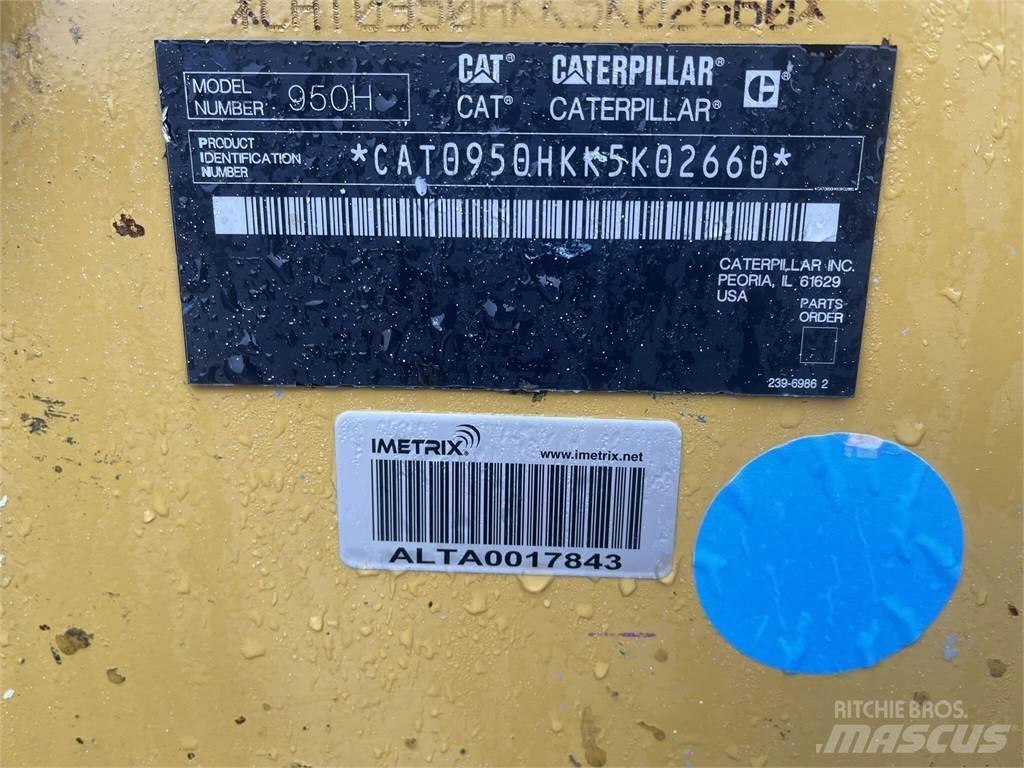 MODEL NUMBER 950H
CAT® CATERPILLAR®
CAT® CATERPILLAR®
PRODUCT IDENTIFICATION NUMBER *CAT0950HKK5K02660*
CATERPILLAR INC.
PEORIA, IL 61629
USA
PARTS
ORDER
239-6986 2
IMETRIX®
www.imetrix.net
ALTA0017843
RITCHIE BROS.
MASCUS